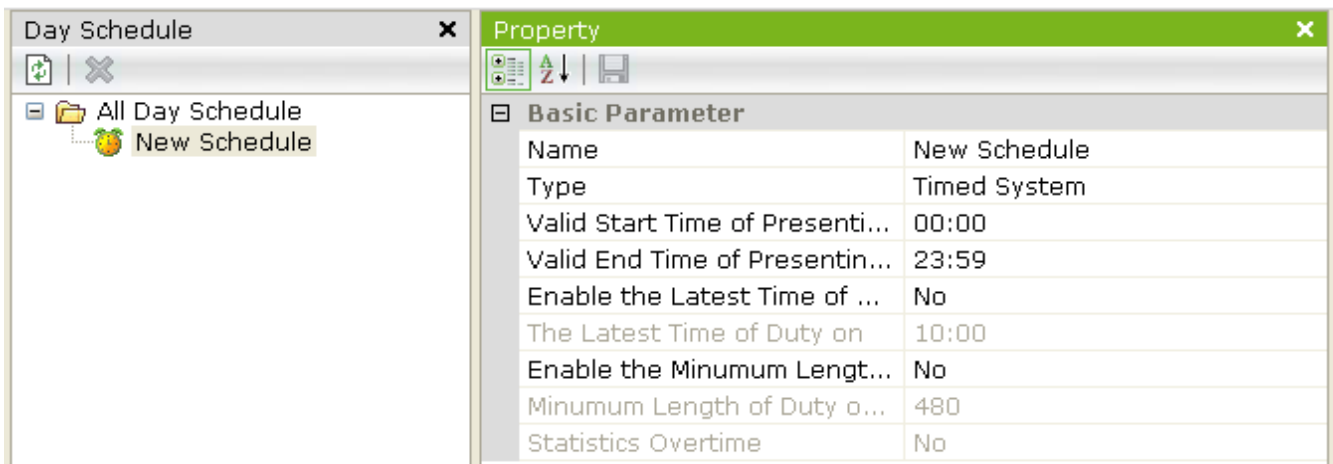 Day Schedule
All Day Schedule
New Schedule
Property
Basic Parameter
Name New Schedule
Type Timed System
Valid Start Time of Presenti... 00:00
Valid End Time of Presentin... 23:59
Enable the Latest Time of ... No
The Latest Time of Duty on 10:00
Enable the Minumum Lengt... No
Minumum Length of Duty o... 480
Statistics Overtime No